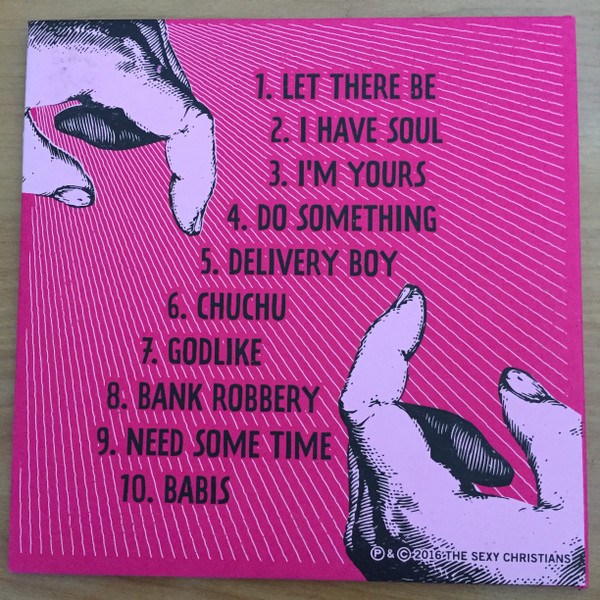 1. LET THERE BE
2. I HAVE SOUL
3. I'M YOURS
4. DO SOMETHING
5. DELIVERY BOY
6. CHUCHU
7. GODLIKE
8. BANK ROBBERY
9. NEED SOME TIME
10. BABIS
℗ & © 2016 THE SEXY CHRISTIANS